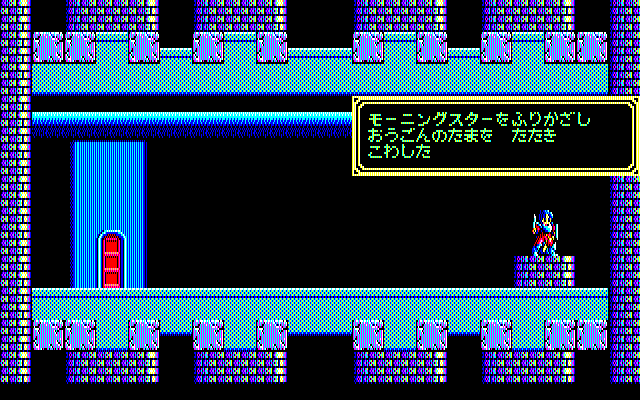 モーニングスターをふりかざし
おうごんのたまを　たたき
こわした